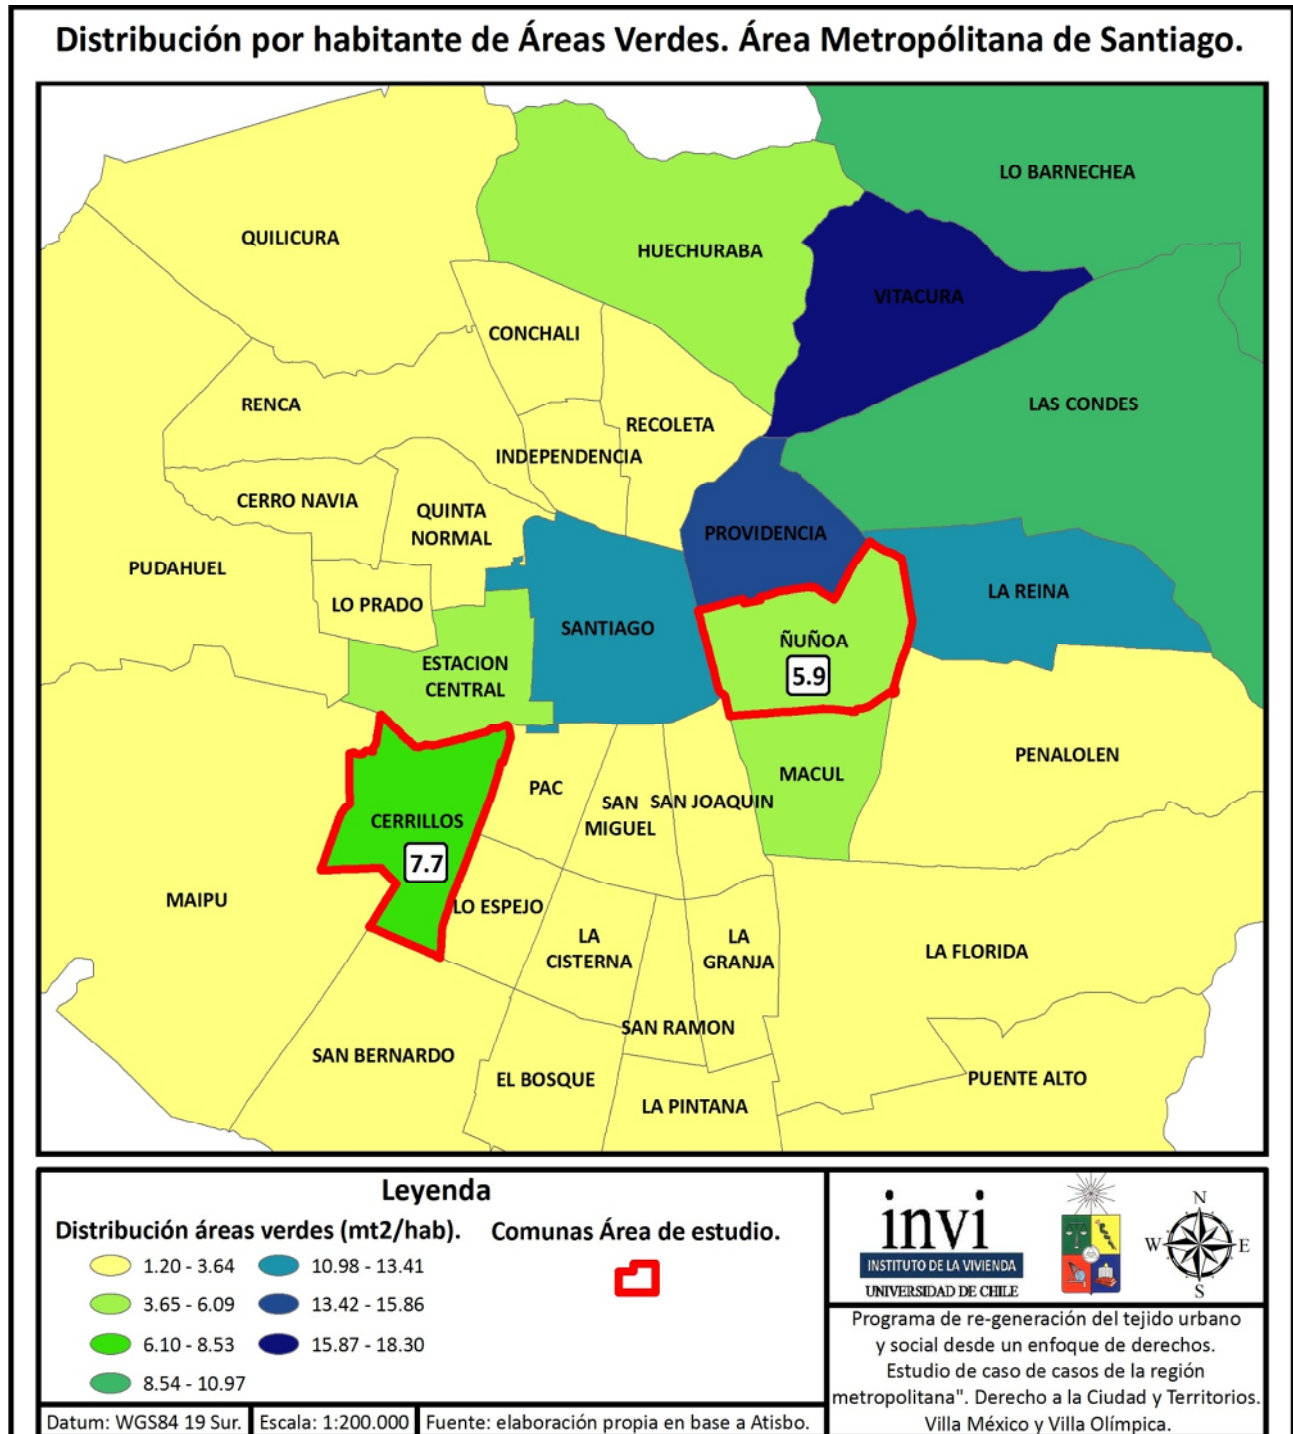 Distribución por habitante de Áreas Verdes. Área Metropólitana de Santiago.
LO BARNECHEA
QUILICURA
HUECHURABA
VITACURA
CONCHALI
RENCA
LAS CONDES
RECOLETA
INDEPENDENCIA
CERRO NAVIA
QUINTA
NORMAL
PROVIDENCIA
PUDAHUEL
LO PRADO
LA REINA
SANTIAGO
ÑUÑOA
5.9
ESTACION
CENTRAL
PENALOLEN
MACUL
PAC
SAN
MIGUEL
SAN JOAQUIN
CERRILLOS
7.7
MAIPU
LO ESPEJO
LA
CISTERNA
LA
GRANJA
LA FLORIDA
SAN RAMON
SAN BERNARDO
EL BOSQUE
PUENTE ALTO
LA PINTANA
Leyenda
Distribución áreas verdes (mt2/hab).
1.20 - 3.64
3.65 - 6.09
6.10 - 8.53
8.54 - 10.97
10.98 - 13.41
13.42 - 15.86
15.87 - 18.30
Comunas Área de estudio.
Datum: WGS84 19 Sur.
Escala: 1:200.000
Fuente: elaboración propia en base a Atisbo.
invi
INSTITUTO DE LA VIVIENDA
UNIVERSIDAD DE CHILE
N
W E
S
Programa de re-generación del tejido urbano
y social desde un enfoque de derechos.
Estudio de caso de casos de la región
metropolitana". Derecho a la Ciudad y Territorios.
Villa México y Villa Olímpica.